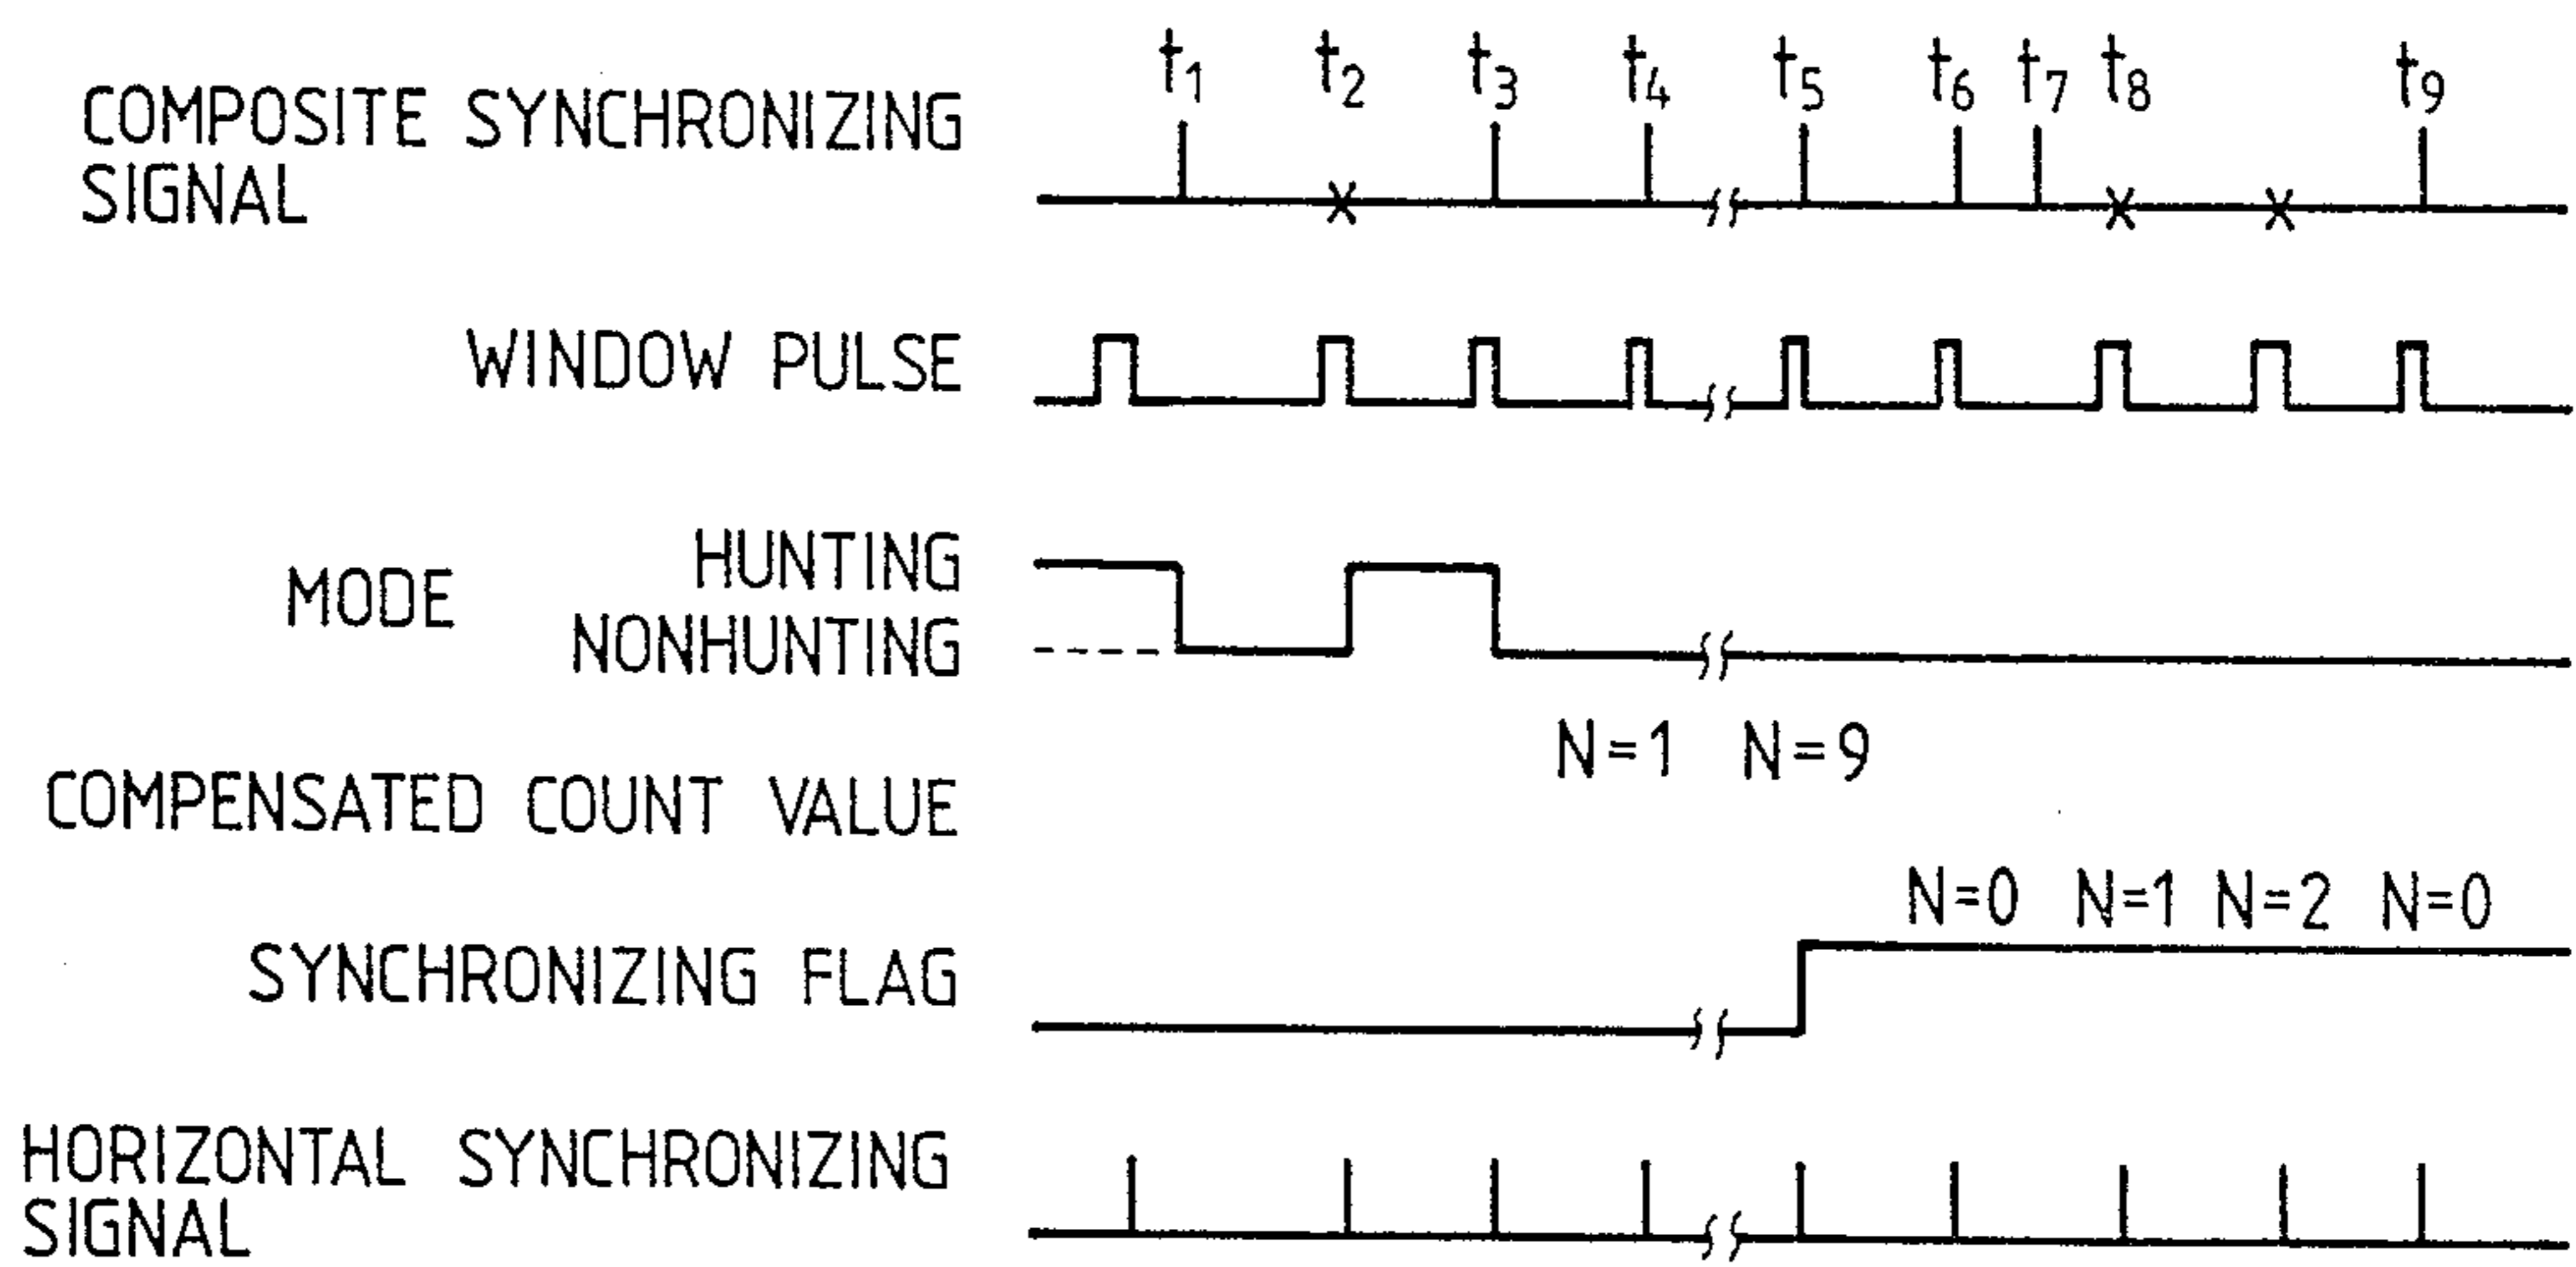 t1 t2 t3 t4 t5 t6 t7 t8 t9
COMPOSITE SYNCHRONIZING
SIGNAL
WINDOW PULSE
HUNTING
MODE
NONHUNTING
N=1 N=9
COMPENSATED COUNT VALUE
N=0 N=1 N=2 N=0
SYNCHRONIZING FLAG
HORIZONTAL SYNCHRONIZING
SIGNAL